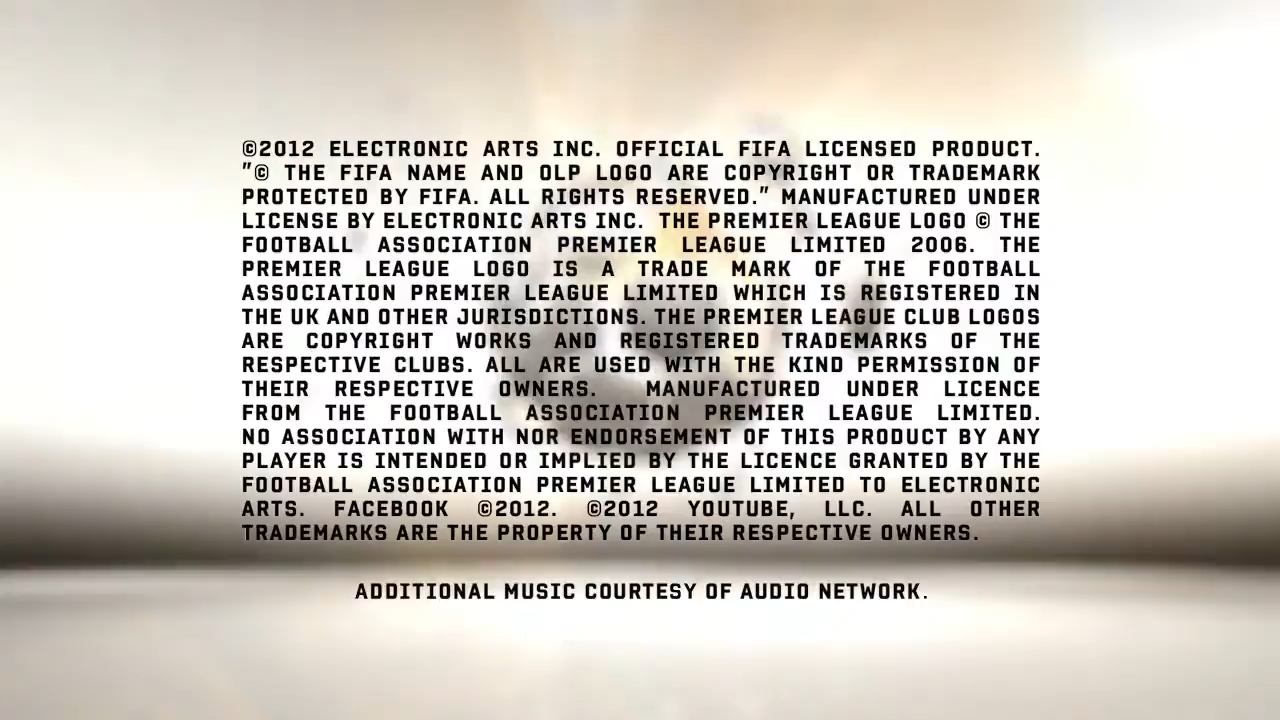 ©2012 ELECTRONIC ARTS INC. OFFICIAL FIFA LICENSED PRODUCT.
"© THE FIFA NAME AND OLP LOGO ARE COPYRIGHT OR TRADEMARK
PROTECTED BY FIFA. ALL RIGHTS RESERVED." MANUFACTURED UNDER
LICENSE BY ELECTRONIC ARTS INC. THE PREMIER LEAGUE LOGO © THE
FOOTBALL ASSOCIATION PREMIER LEAGUE LIMITED 2006. THE
PREMIER LEAGUE LOGO IS A TRADE MARK OF THE FOOTBALL
ASSOCIATION PREMIER LEAGUE LIMITED WHICH IS REGISTERED IN
THE UK AND OTHER JURISDICTIONS. THE PREMIER LEAGUE CLUB LOGOS
ARE COPYRIGHT WORKS AND REGISTERED TRADEMARKS OF THE
RESPECTIVE CLUBS. ALL ARE USED WITH THE KIND PERMISSION OF
THEIR RESPECTIVE OWNERS. MANUFACTURED UNDER LICENCE
FROM THE FOOTBALL ASSOCIATION PREMIER LEAGUE LIMITED.
NO ASSOCIATION WITH NOR ENDORSEMENT OF THIS PRODUCT BY ANY
PLAYER IS INTENDED OR IMPLIED BY THE LICENCE GRANTED BY THE
FOOTBALL ASSOCIATION PREMIER LEAGUE LIMITED TO ELECTRONIC
ARTS. FACEBOOK ©2012. ©2012 YOUTUBE, LLC. ALL OTHER
TRADEMARKS ARE THE PROPERTY OF THEIR RESPECTIVE OWNERS.
ADDITIONAL MUSIC COURTESY OF AUDIO NETWORK.